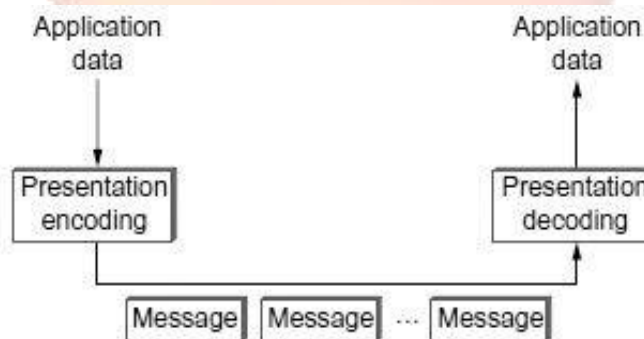 Application
data
Application
data
Presentation
encoding
Presentation
decoding
Message Message ... Message